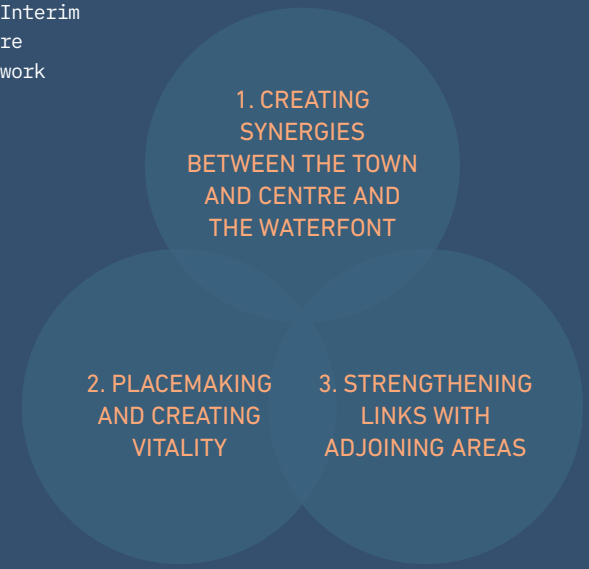 Interim
re
work
1. CREATING
SYNERGIES
BETWEEN THE TOWN
AND CENTRE AND
THE WATERFONT
2. PLACEMAKING
AND CREATING
VITALITY
3. STRENGTHENING
LINKS WITH
ADJOINING AREAS